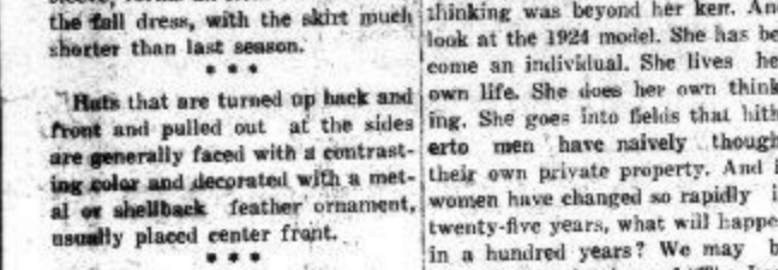 the fall dress, with the skirt much
shorter than last season.
* * *
Hats that are turned up back and
front and pulled out at the sides
are generally faced with a contrast-
ing color and decorated with a met-
al or shellback feather ornament,
usually placed center front.
* * *
thinking was beyond her ken. An
look at the 1924 model. She has be
come an individual. She lives he
own life. She does her own think
ing. She goes into fields that hith
erto men have naively though
their own private property. And
women have changed so rapidly
twenty-five years, what will happe
in a hundred years? We may b